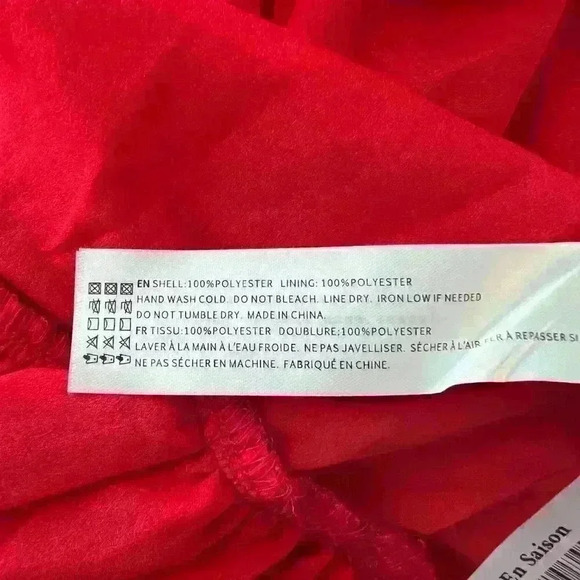 EN SHELL:100%POLYESTER LINING: 100%POLYESTER
HAND WASH COLD. DO NOT BLEACH. LINE DRY. IRON LOW IF NEEDED
DO NOT TUMBLE DRY. MADE IN CHINA.
FR TISSU:100%POLYESTER DOUBLURE;100%POLYESTER
LAVER À LA MAIN À L'EAU FROIDE. NE PAS JAVELLISER. SÉCHER À L'AIR À REPASSER SI
NE PAS SÉCHER EN MACHINE. FABRIQUÉ EN CHINE.
En Saison